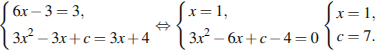 { 6x − 3 = 3, 3x² − 3x + c = 3x + 4 ⇔ { x = 1, 3x² − 6x + c − 4 = 0 { x = 1, c = 7.